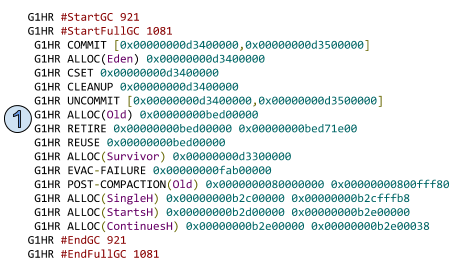 G1HR #StartGC 921
G1HR #StartFullGC 1081
G1HR COMMIT [0x00000000d3400000,0x00000000d3500000]
G1HR ALLOC(Eden) 0x00000000d3400000
G1HR CSET 0x00000000d3400000
G1HR CLEANUP 0x00000000d3400000
G1HR UNCOMMIT [0x00000000d3400000,0x00000000d3500000]
1 G1HR ALLOC(Old) 0x00000000bed00000
G1HR RETIRE 0x00000000bed00000 0x00000000bed71e00
G1HR REUSE 0x00000000bed00000
G1HR ALLOC(Survivor) 0x00000000d3300000
G1HR EVAC-FAILURE 0x00000000fab00000
G1HR POST-COMPACTION(Old) 0x0000000080000000 0x00000000800fff80
G1HR ALLOC(SingleH) 0x00000000b2c00000 0x00000000b2cfffb8
G1HR ALLOC(StartsH) 0x00000000b2d00000 0x00000000b2e00000
G1HR ALLOC(ContinuesH) 0x00000000b2e00000 0x00000000b2e00038
G1HR #EndGC 921
G1HR #EndFullGC 1081